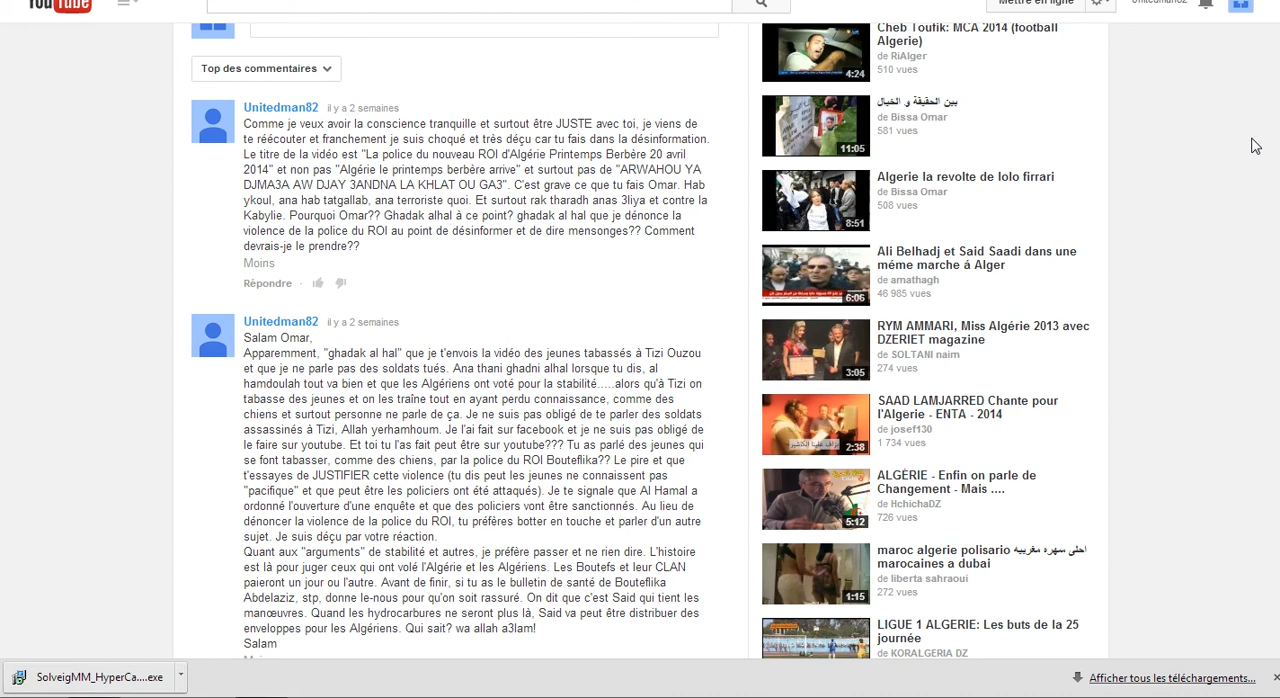 YouTube
Mettre en ligne
Unitedman82
Top des commentaires
Unitedman82 il y a 2 semaines
Comme je veux avoir la conscience tranquille et surtout être JUSTE avec toi, je viens de
te réécouter et franchement je suis choqué et très déçu car tu fais dans la désinformation.
Le titre de la vidéo est "La police du nouveau ROI d'Algérie Printemps Berbère 20 avril
2014" et non pas "Algérie le printemps berbère arrive" et surtout pas de "ARWAHOU YA
DJMA3A AW DJAY 3ANDNA LA KHLAT OU GA3". C'est grave ce que tu fais Omar. Hab
ykoul, ana hab tatgallab, ana terroriste quoi. Et surtout rak tharadh anas 3liya et contre la
Kabylie. Pourquoi Omar?? Ghadak alhal à ce point? ghadak al hal que je dénonce la
violence de la police du ROI au point de désinformer et de dire mensonges?? Comment
devrais-je le prendre??
Moins
Répondre ·
Unitedman82 il y a 2 semaines
Salam Omar,
Apparemment, "ghadak al hal" que je t'envois la vidéo des jeunes tabassés à Tizi Ouzou
et que je ne parle pas des soldats tués. Ana thani ghadni alhal lorsque tu dis, al
hamdoulah tout va bien et que les Algériens ont voté pour la stabilité.....alors qu'à Tizi on
tabasse des jeunes et on les traîne tout en ayant perdu connaissance, comme des
chiens et surtout personne ne parle de ça. Je ne suis pas obligé de te parler des soldats
assassinés à Tizi, Allah yerhamhoum. Je l'ai fait sur facebook et je ne suis pas obligé de
le faire sur youtube. Et toi tu l'as fait peut être sur youtube??? Tu as parlé des jeunes qui
se font tabasser, comme des chiens, par la police du ROI Bouteflika?? Le pire et que
t'essayes de JUSTIFIER cette violence (tu dis peut les jeunes ne connaissent pas
"pacifique" et que peut être les policiers ont été attaqués). Je te signale que Al Hamal a
ordonné l'ouverture d'une enquête et que des policiers vont être sanctionnés. Au lieu de
dénoncer la violence de la police du ROI, tu préfères botter en touche et parler d'un autre
sujet. Je suis déçu par votre réaction.
Quant aux "arguments" de stabilité et autres, je préfère passer et ne rien dire. L'histoire
est là pour juger ceux qui ont volé l'Algérie et les Algériens. Les Boutefs et leur CLAN
paieront un jour ou l'autre. Avant de finir, si tu as le bulletin de santé de Bouteflika
Abdelaziz, stp, donne le-nous pour qu'on soit rassuré. On dit que c'est Said qui tient les
manœuvres. Quand les hydrocarbures ne seront plus là, Said va peut être distribuer des
enveloppes pour les Algériens. Qui sait? wa allah a3lam!
Salam
Cheb Toufik: MCA 2014 (football
Algerie)
de RiAlger
510 vues
4:24
بين الحقيقة و الخيال
de Bissa Omar
581 vues
11:05
Algerie la revolte de lolo firrari
de Bissa Omar
508 vues
8:51
Ali Belhadj et Said Saadi dans une
méme marche á Alger
de amathagh
46 985 vues
6:06
RYM AMMARI, Miss Algérie 2013 avec
DZERIET magazine
de SOLTANI naim
274 vues
3:05
SAAD LAMJARRED Chante pour
l'Algerie - ENTA - 2014
de josef130
1 734 vues
2:38
ALGÉRIE - Enfin on parle de
Changement - Mais ....
de HchichaDZ
726 vues
5:12
maroc algerie polisario احلى سهره مغربيه
marocaines a dubai
de liberta sahraoui
272 vues
1:15
LIGUE 1 ALGERIE: Les buts de la 25
journée
de KORALGERIA DZ
SolveigMM_HyperCa....exe
Afficher tous les téléchargements...